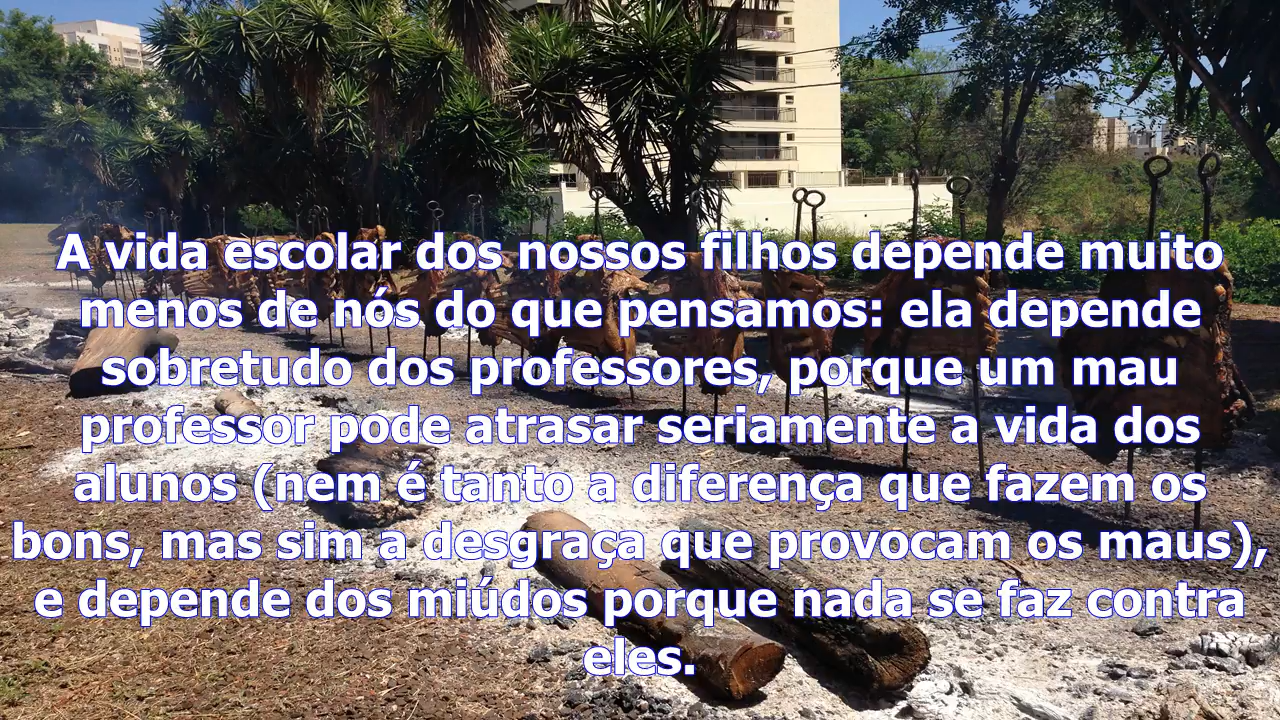 A vida escolar dos nossos filhos depende muito
menos de nós do que pensamos: ela depende
sobretudo dos professores, porque um mau
professor pode atrasar seriamente a vida dos
alunos (nem é tanto a diferença que fazem os
bons, mas sim a desgraça que provocam os maus),
e depende dos miúdos porque nada se faz contra
eles.